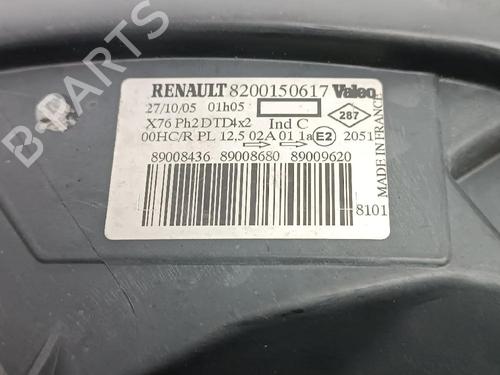 RENAULT 8200150617 Valeo
27/10/05 01h05 287
X76 Ph2 DTD4x2 Ind C
00HC/R PL 12,5 02A 01 1a E2 2051
89008436 89008680 89009620
8101
MADE IN FRANCE
B-PARTS